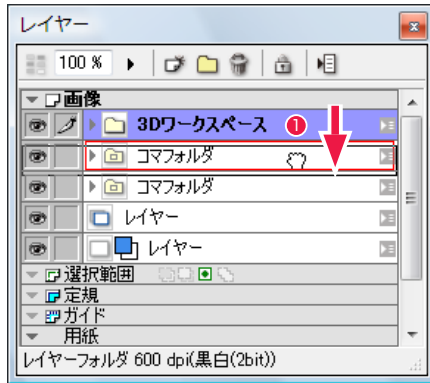 レイヤー
100 %
画像
3Dワークスペース 1
コマフォルダ
コマフォルダ
レイヤー
レイヤー
選択範囲
定規
ガイド
用紙
レイヤーフォルダ 600 dpi(黒白(2bit))